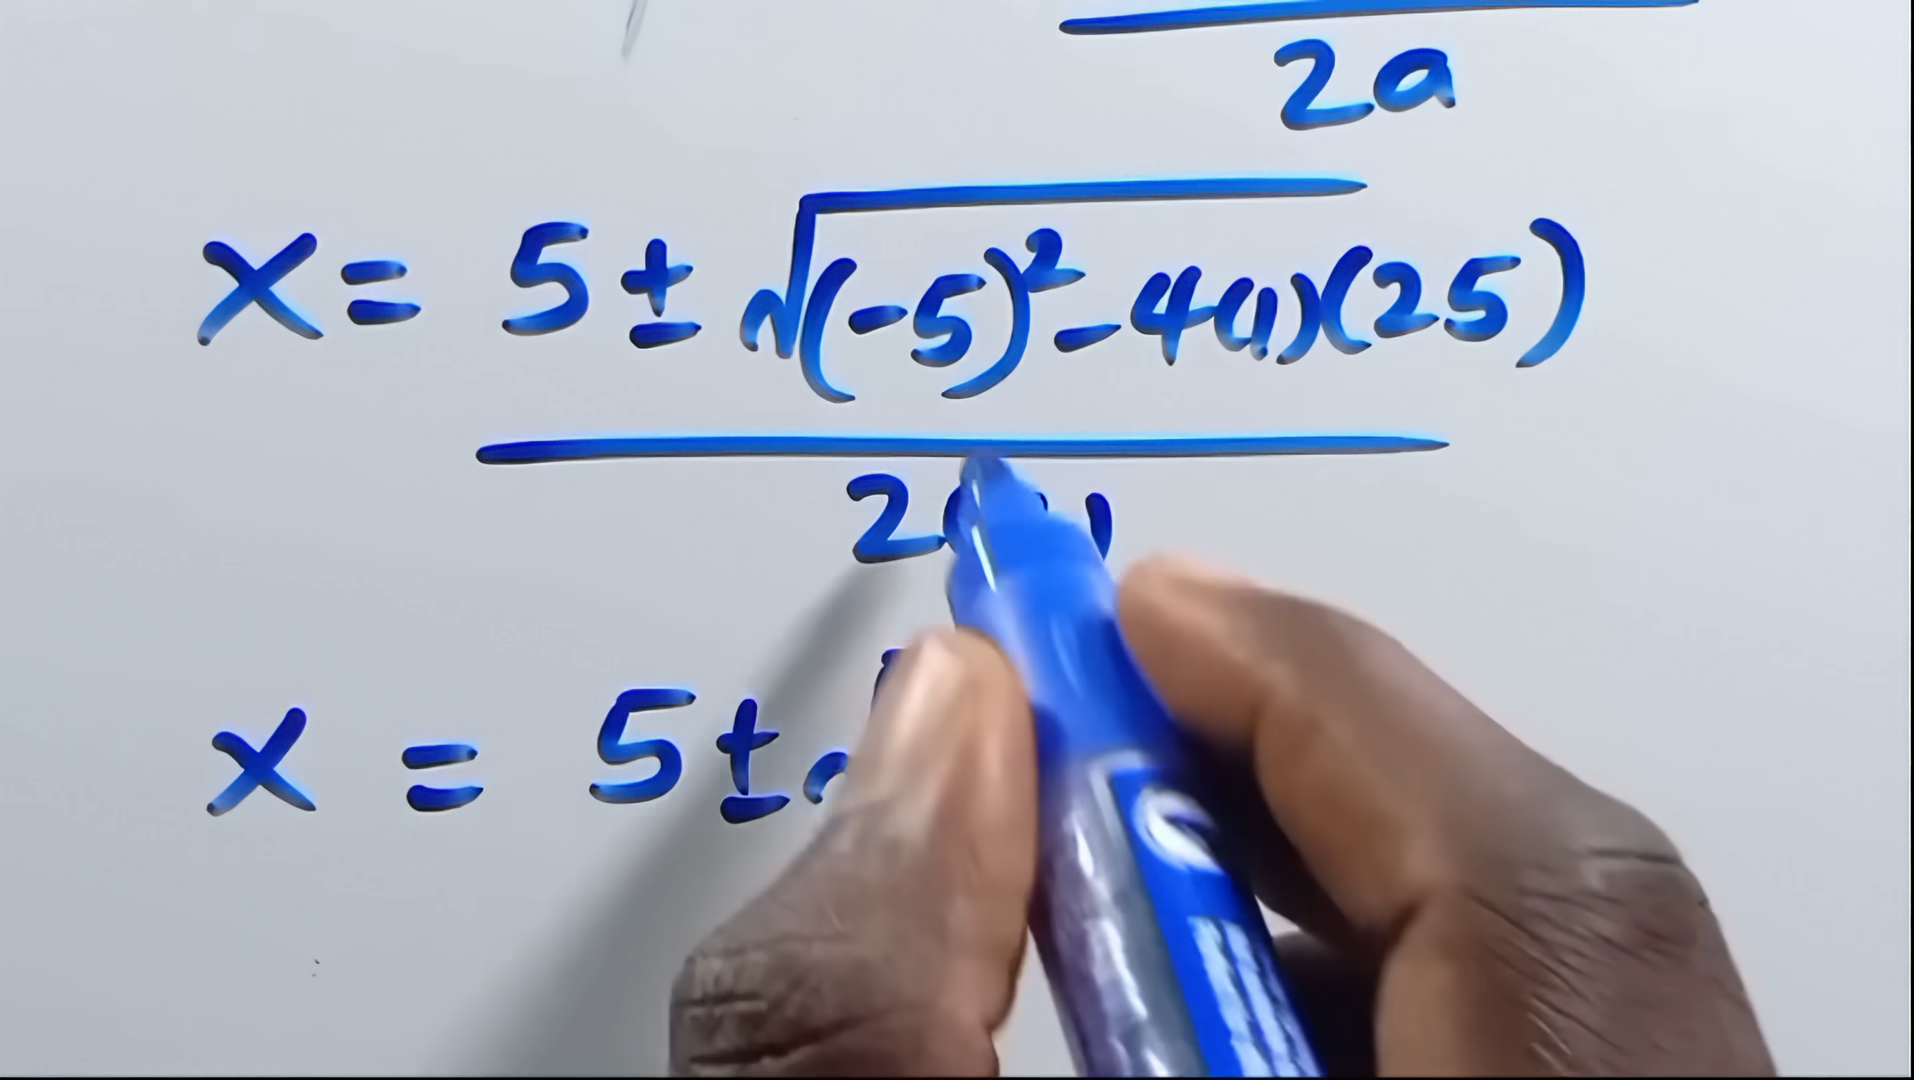 2a
x = 5 ± √(-5)² - 4(1)(25)
2( )
x = 5 ±